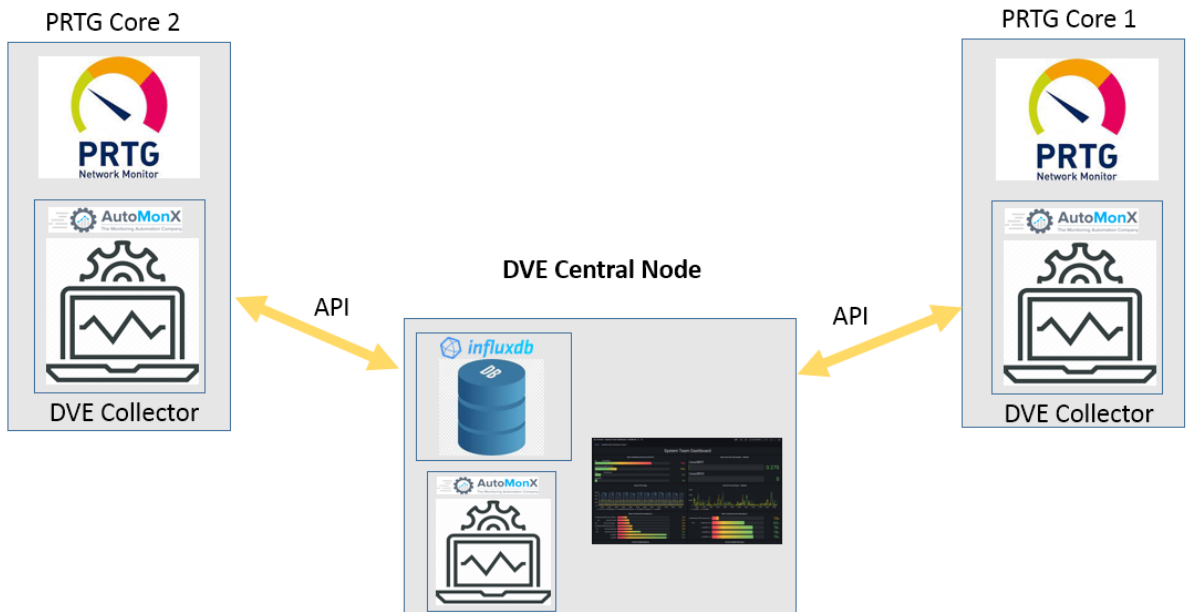 PRTG Core 2
PRTG Core 1
PRTG
Network Monitor
PRTG
Network Monitor
AutoMonX
The Monitoring Automation Company
AutoMonX
The Monitoring Automation Company
DVE Central Node
API
API
influxdb
DB
DVE Collector
DVE Collector
System Team Dashboard
AutoMonX
The Monitoring Automation Company